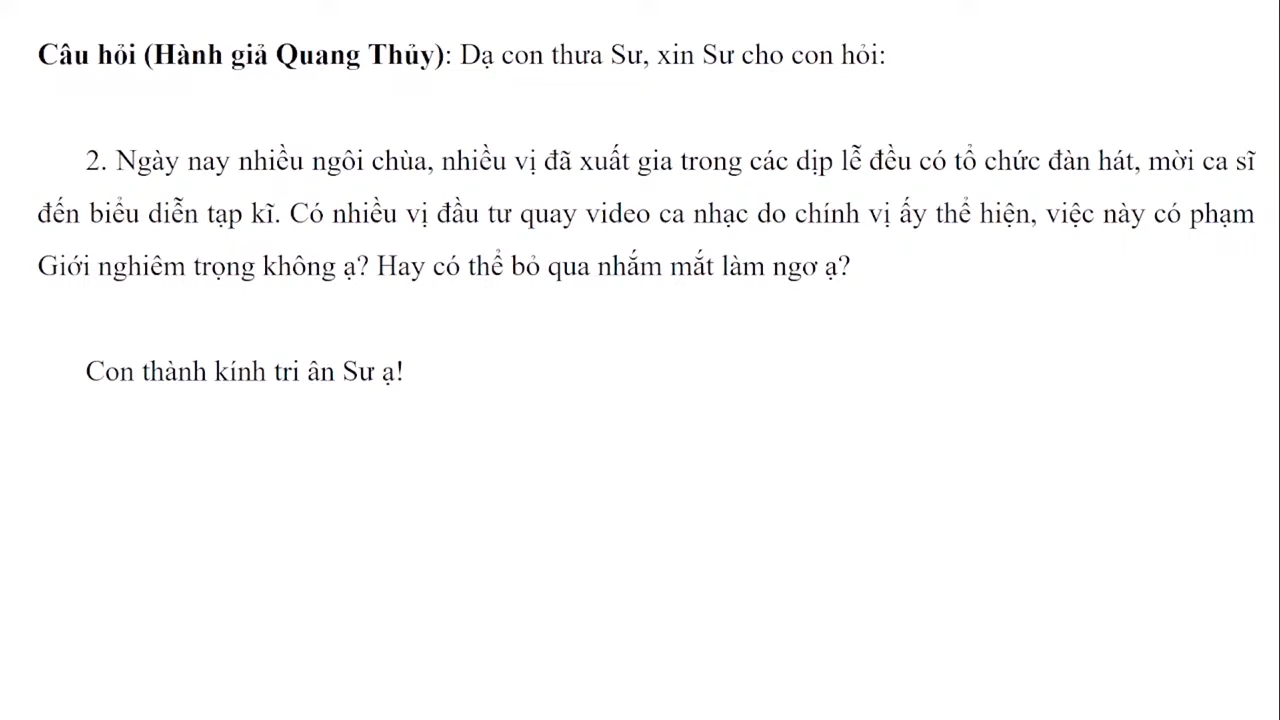 Câu hỏi (Hành giả Quang Thủy): Dạ con thưa Sư, xin Sư cho con hỏi:
2. Ngày nay nhiều ngôi chùa, nhiều vị đã xuất gia trong các dịp lễ đều có tổ chức đàn hát, mời ca sĩ
đến biểu diễn tạp kĩ. Có nhiều vị đầu tư quay video ca nhạc do chính vị ấy thể hiện, việc này có phạm
Giới nghiêm trọng không ạ? Hay có thể bỏ qua nhắm mắt làm ngơ ạ?
Con thành kính tri ân Sư ạ!